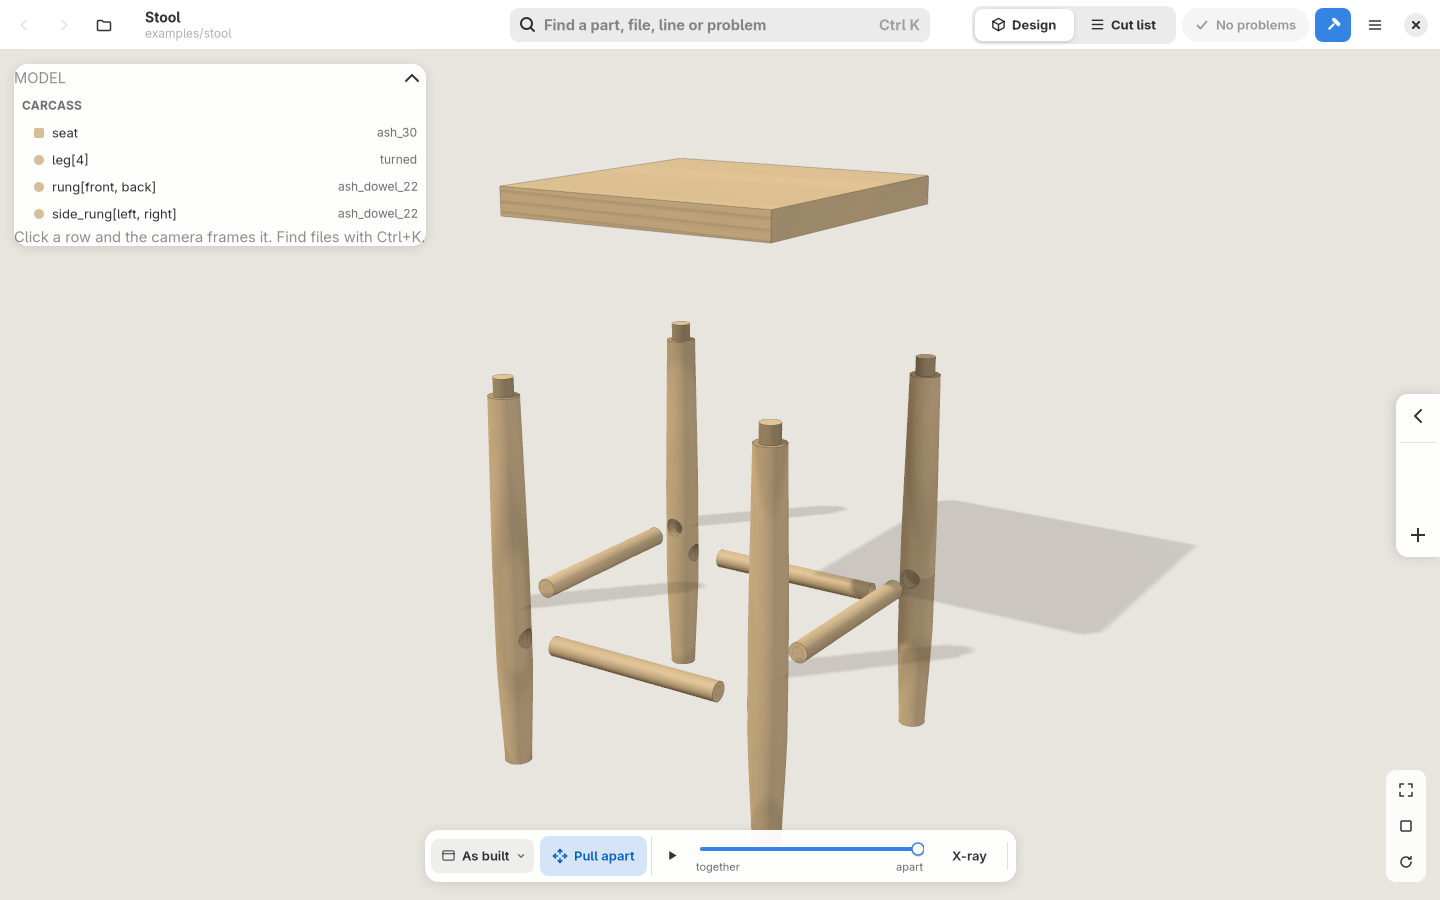 Stool
examples/stool
Find a part, file, line or problem
Ctrl K
Design
Cut list
No problems
MODEL
CARCASS
seat
ash_30
leg[4]
turned
rung[front, back]
ash_dowel_22
side_rung[left, right]
ash_dowel_22
Click a row and the camera frames it. Find files with Ctrl+K.
As built
Pull apart
together
apart
X-ray